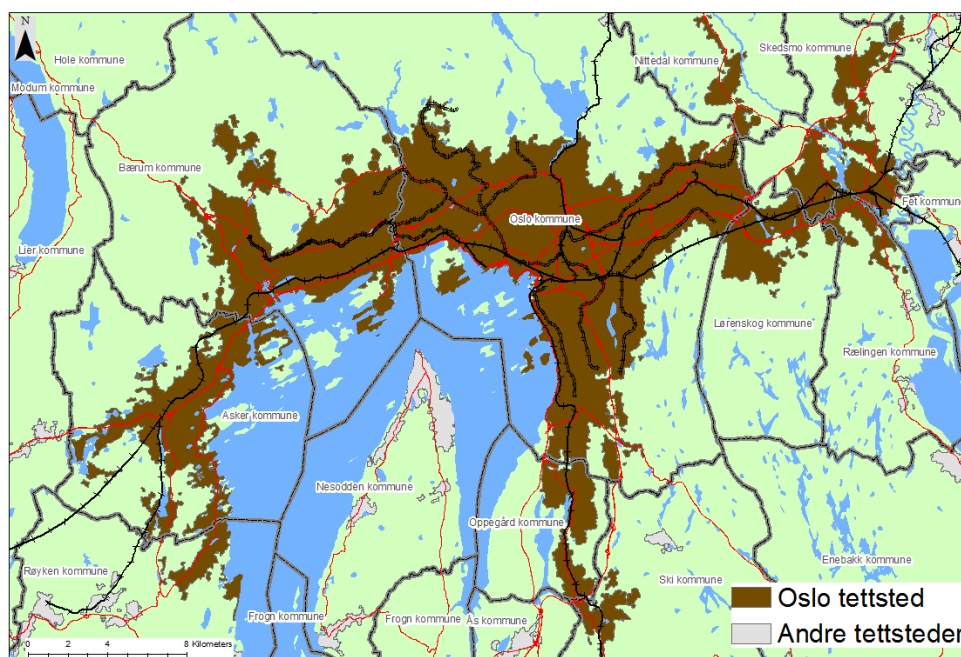 N
Hole kommune
Modum kommune
Nittedal kommune
Skedsmo kommune
Bærum kommune
Oslo kommune
Fet kommune
Lier kommune
Lørenskog kommune
Rælingen kommune
Asker kommune
Nesodden kommune
Oppegård kommune
Røyken kommune
Ski kommune
Enebakk kommune
Frogn kommune
Frogn kommune
Ås kommune
Oslo tettsted
Andre tettsteder
0 2 4 8 Kilometers